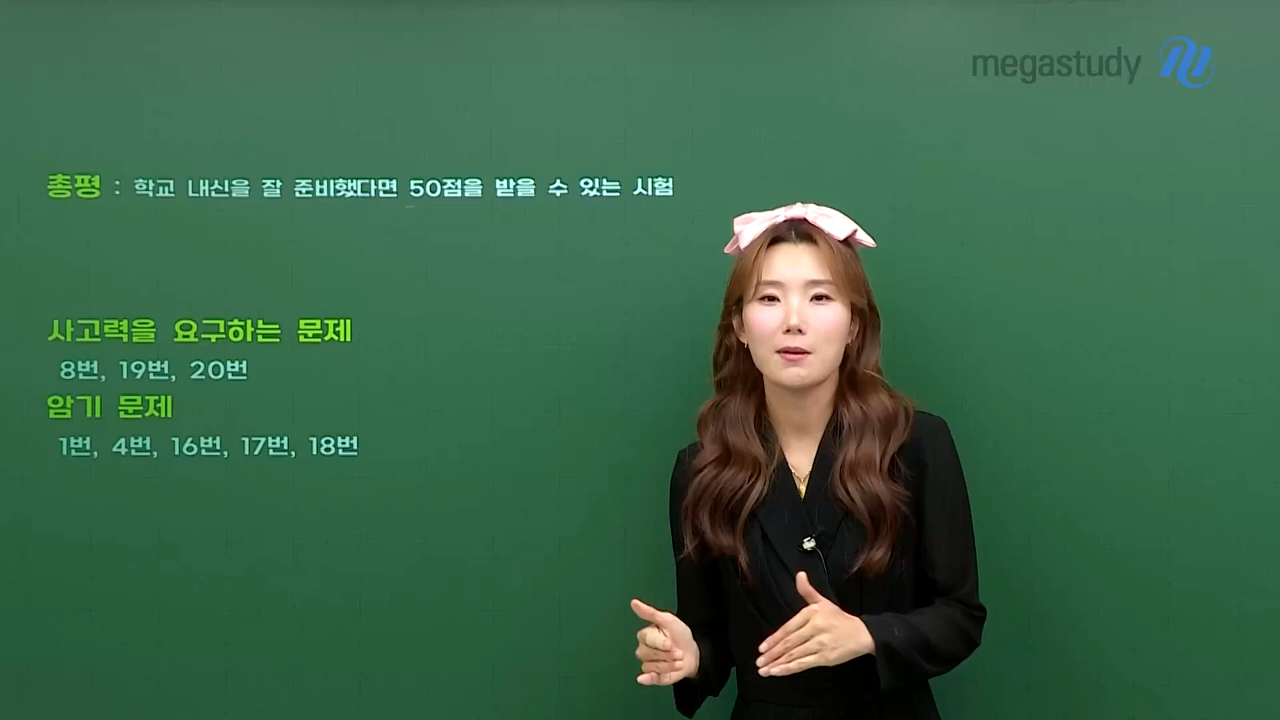 megastudy
총평 : 학교 내신을 잘 준비했다면 50점을 받을 수 있는 시험
사고력을 요구하는 문제
8번, 19번, 20번
암기 문제
1번, 4번, 16번, 17번, 18번